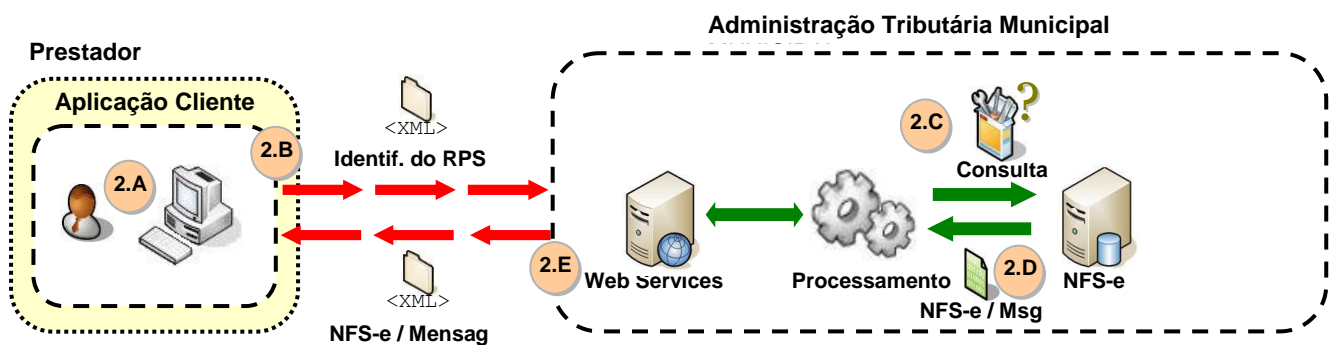 Administração Tributária Municipal
Prestador
Aplicação Cliente
<XML>
Identif. do RPS
2.A
2.B
2.C
Consulta
2.E
Web Services
Processamento
2.D
NFS-e
<XML>
NFS-e / Mensag
NFS-e / Msg